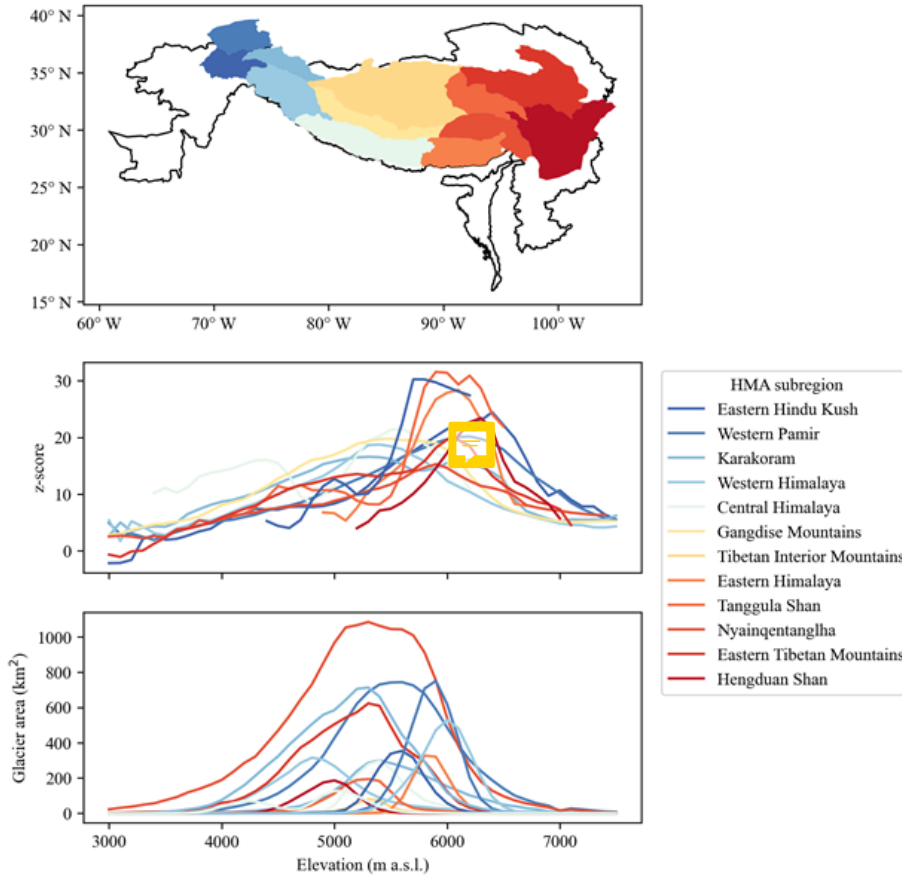 40° N
35° N
30° N
25° N
20° N
15° N
60° W 70° W 80° W 90° W 100° W
30
20
10
0
z-score
HMA subregion
Eastern Hindu Kush
Western Pamir
Karakoram
Western Himalaya
Central Himalaya
Gangdise Mountains
Tibetan Interior Mountains
Eastern Himalaya
Tanggula Shan
Nyainqentanglha
Eastern Tibetan Mountains
Hengduan Shan
1000
800
600
400
200
0
Glacier area (km²)
3000 4000 5000 6000 7000
Elevation (m a.s.l.)